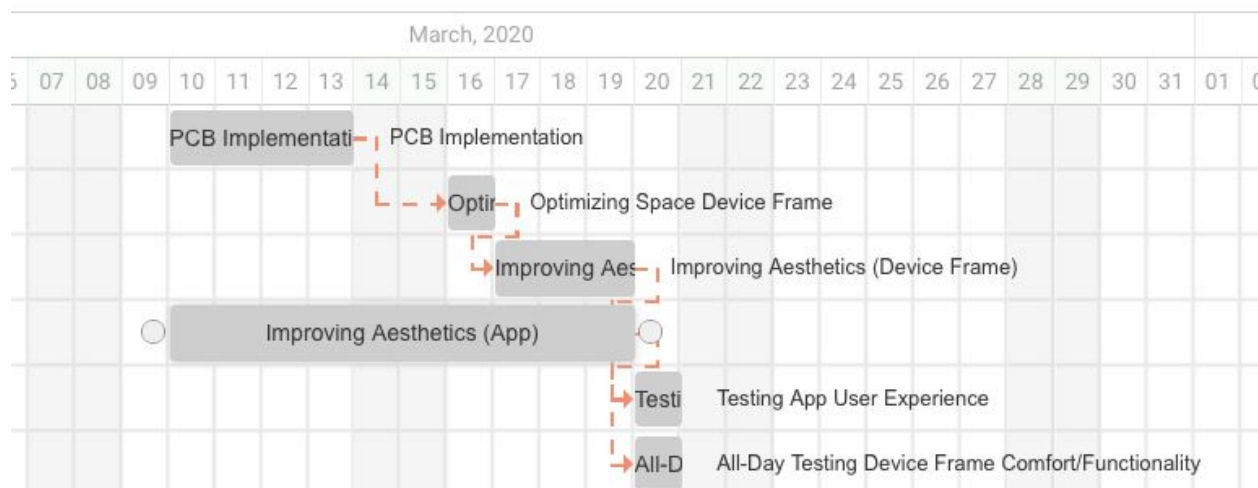 March, 2020
07 08 09 10 11 12 13 14 15 16 17 18 19 20 21 22 23 24 25 26 27 28 29 30 31 01
PCB Implementati PCB Implementation
Optin Optimizing Space Device Frame
Improving Aes Improving Aesthetics (Device Frame)
Improving Aesthetics (App)
Testi Testing App User Experience
All-D All-Day Testing Device Frame Comfort/Functionality